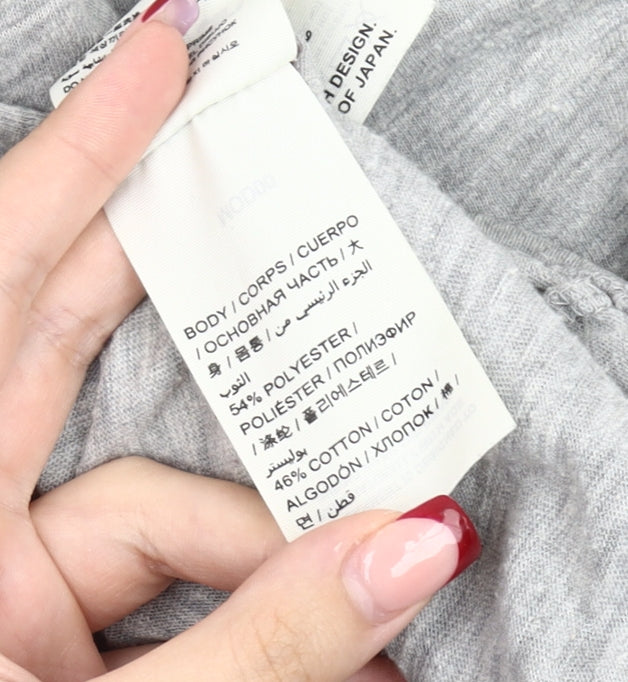 H DESIGN.
OF JAPAN.
BODY / CORPS / CUERPO
/ ОСНОВНАЯ ЧАСТЬ / 大
身 / 몸통 / الجزء الرئيسي من
الثوب
54% POLYESTER /
POLIÉSTER / ПОЛИЭФИР
/ 涤纶 / 폴리에스테르 /
بوليستر
46% COTTON / COTON /
ALGODÓN / ХЛОПОК / 棉 /
면 / قطن